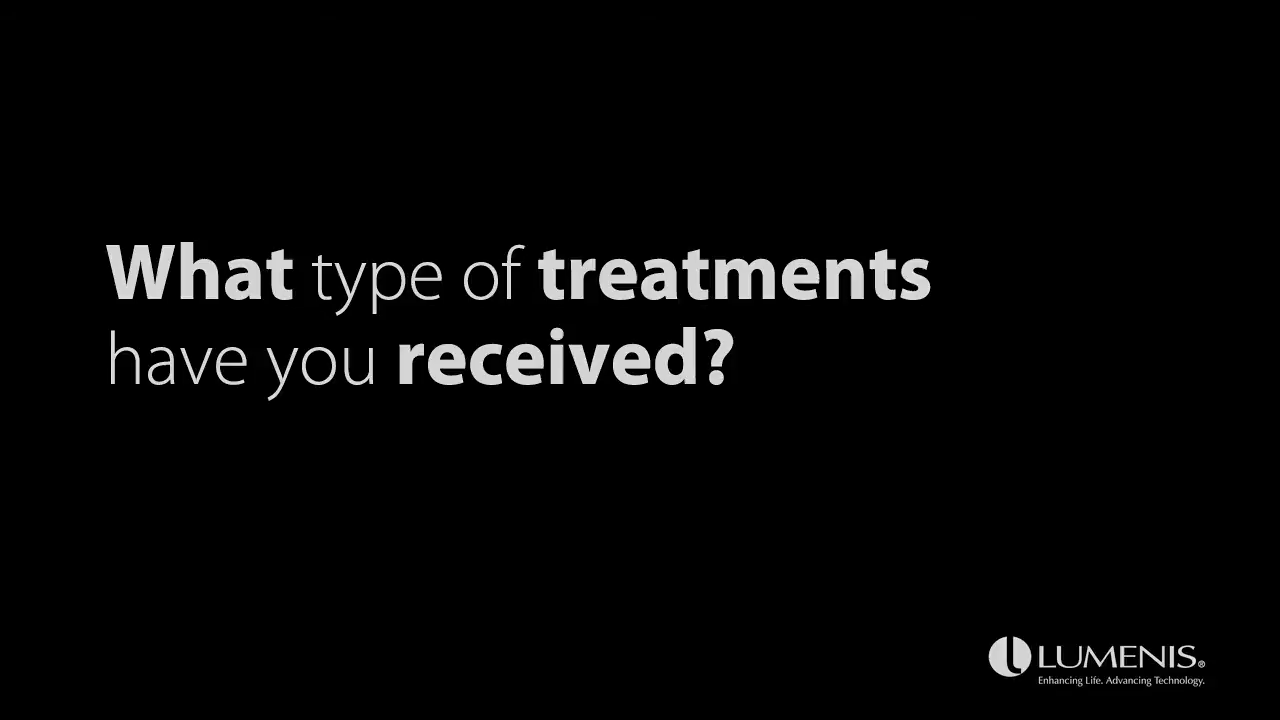 What type of treatments
have you received?
LUMENIS®
Enhancing Life. Advancing Technology.